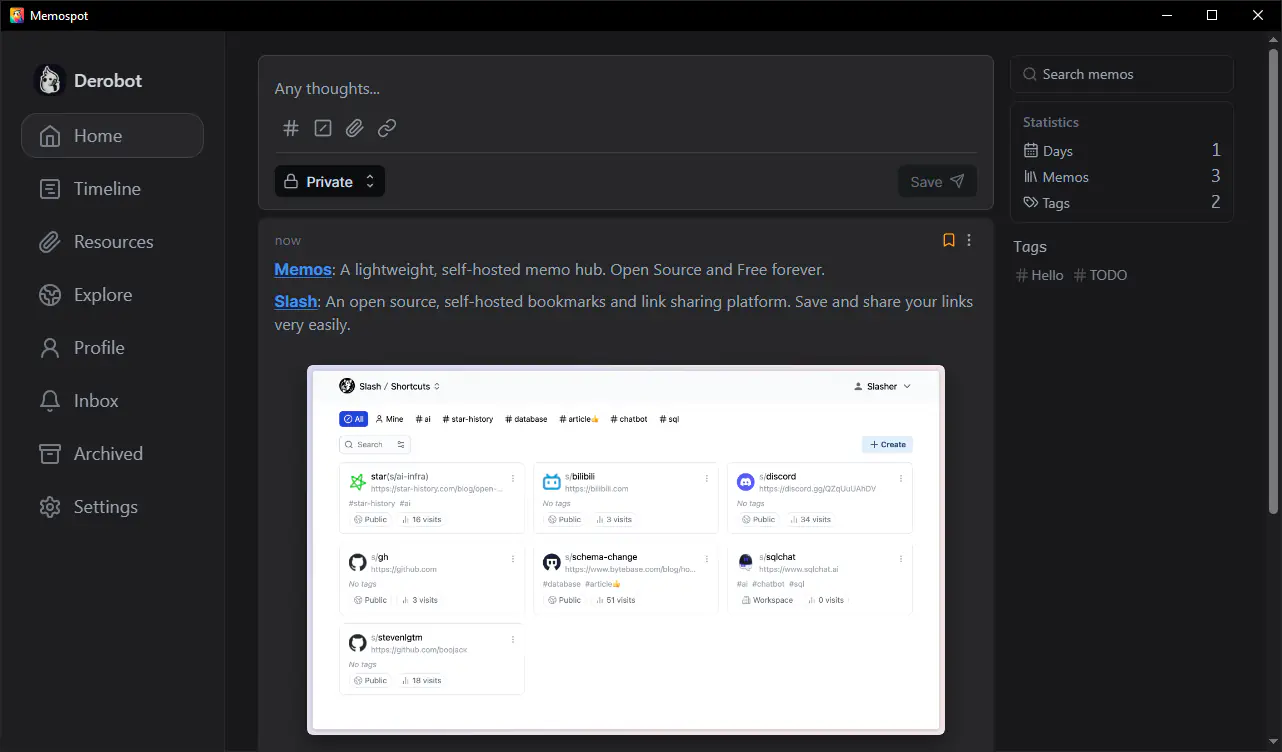 Memospot
Derobot
Home
Timeline
Resources
Explore
Profile
Inbox
Archived
Settings
Any thoughts...
Private
Save
now
Memos: A lightweight, self-hosted memo hub. Open Source and Free forever.
Slash: An open source, self-hosted bookmarks and link sharing platform. Save and share your links
very easily.
Slash / Shortcuts
Slasher
All Mine # ai # star-history # database # article👍 # chatbot # sql
Search
+ Create
star(s/ai-infra)
https://star-history.com/blog/open-...
#star-history #ai
Public 16 visits
s/bilibili
https://bilibili.com
No tags
Public 3 visits
s/discord
https://discord.gg/QZqUuUAhDV
No tags
Public 34 visits
s/gh
https://github.com
No tags
Public 3 visits
s/schema-change
https://www.bytebase.com/blog/ho...
#database #article👍
Public 51 visits
s/sqlchat
https://www.sqlchat.ai
#ai #chatbot #sql
Workspace 0 visits
s/stevenlgtm
https://github.com/boojack
No tags
Public 18 visits
Search memos
Statistics
Days 1
Memos 3
Tags 2
Tags
# Hello # TODO